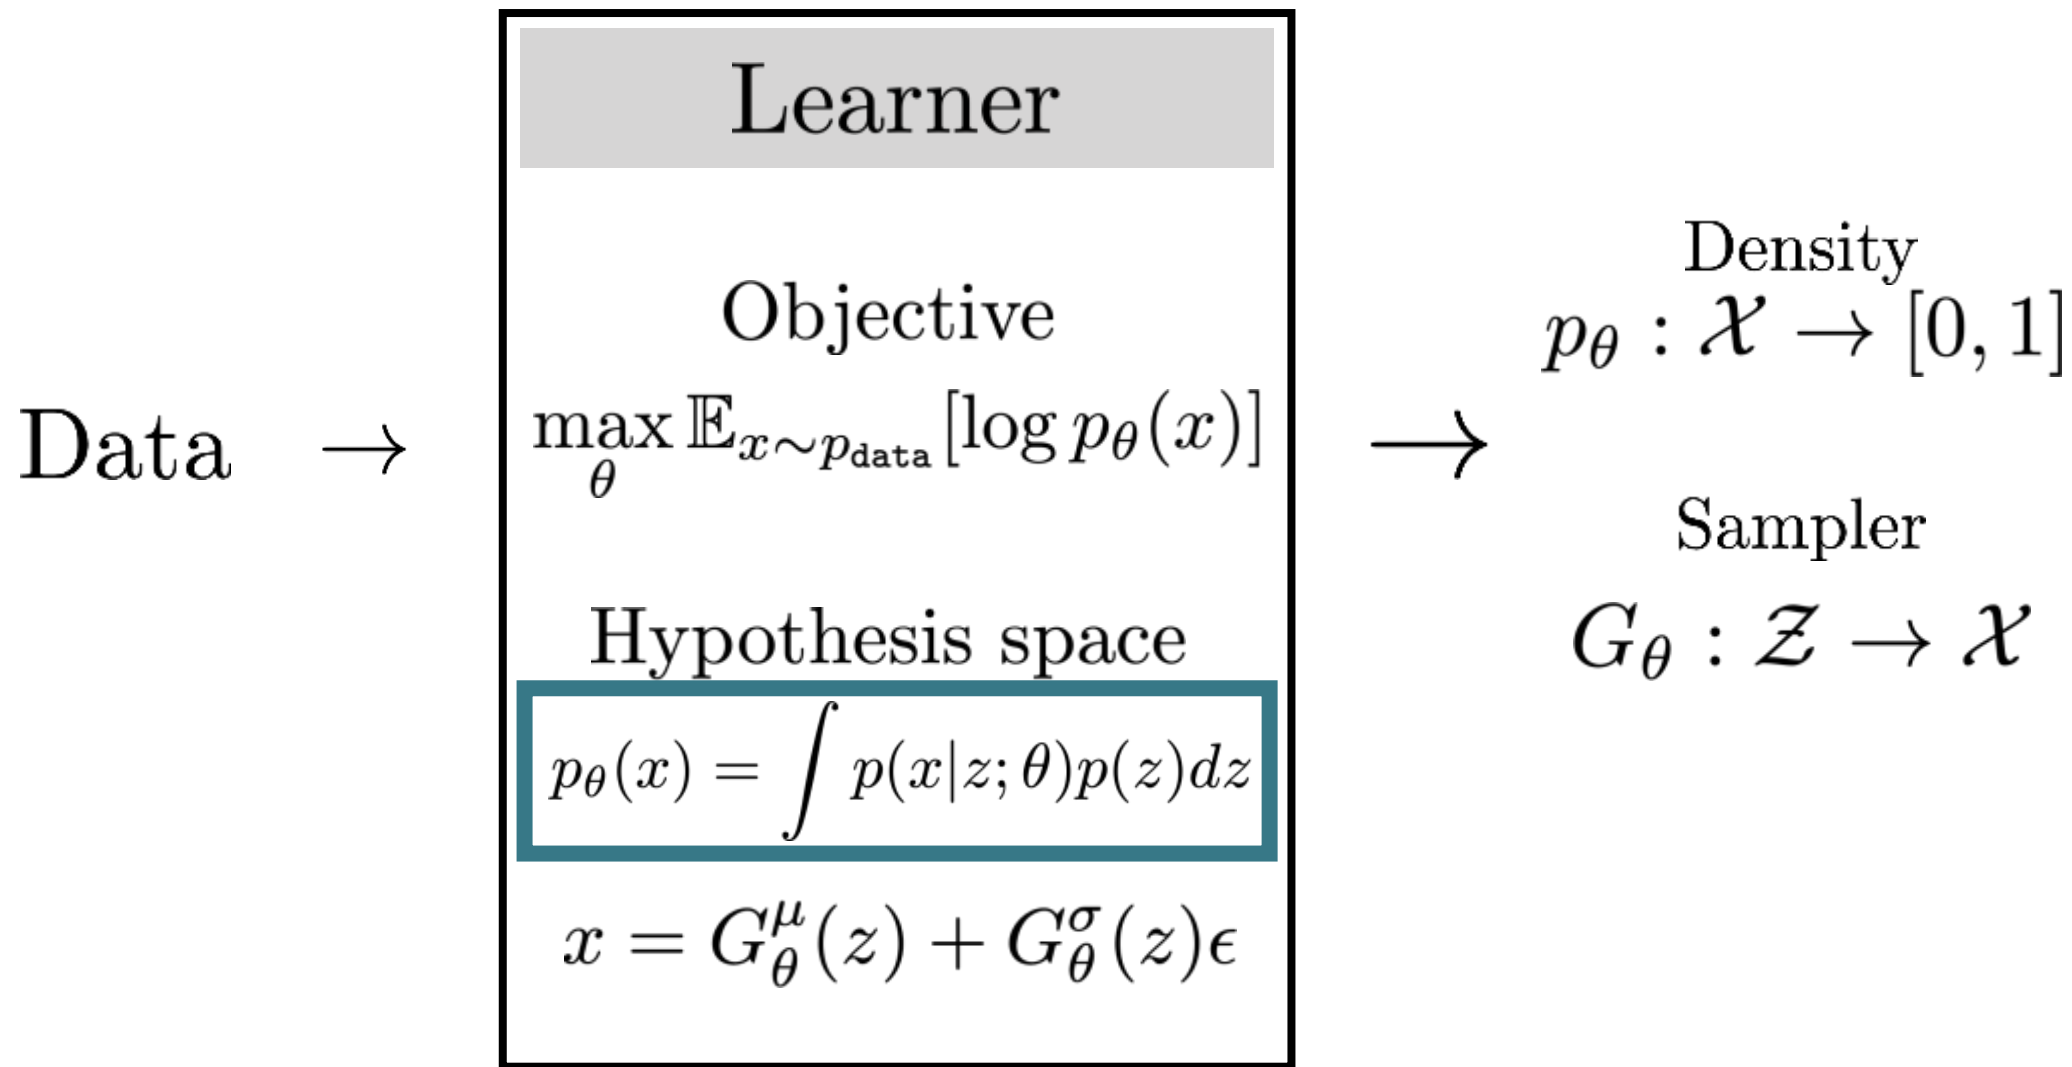 Learner
Objective
max_θ 𝔼_{x∼p_data}[log p_θ(x)]
Data →
→
Hypothesis space
p_θ(x) = ∫ p(x|z; θ)p(z)dz
x = G_θ^μ(z) + G_θ^σ(z)ϵ
Density
p_θ : 𝒳 → [0, 1]
Sampler
G_θ : 𝒵 → 𝒳